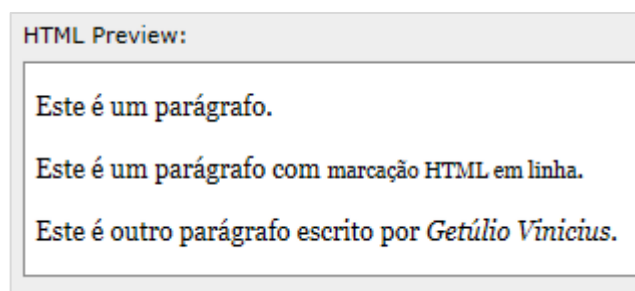 HTML Preview:
Este é um parágrafo.
Este é um parágrafo com marcação HTML em linha.
Este é outro parágrafo escrito por Getúlio Vinicius.